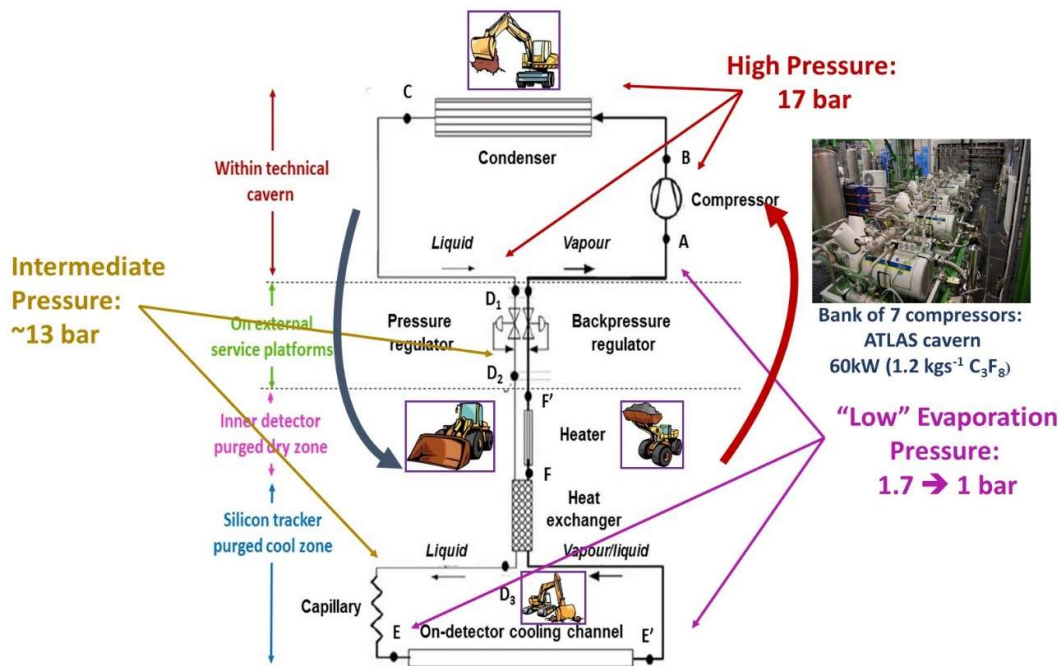 High Pressure:
17 bar
C
Condenser
B
Compressor
A
Within technical
cavern
Liquid
Vapour
Intermediate
Pressure:
~13 bar
D1
On external
service platforms
Pressure
regulator
Backpressure
regulator
D2
Bank of 7 compressors:
ATLAS cavern
60kW (1.2 kgs-1 C3F8)
F'
Inner detector
purged dry zone
Heater
F
"Low" Evaporation
Pressure:
1.7 ➔ 1 bar
Heat
exchanger
Silicon tracker
purged cool zone
Liquid
Vapour/liquid
D3
Capillary
E
On-detector cooling channel
E'